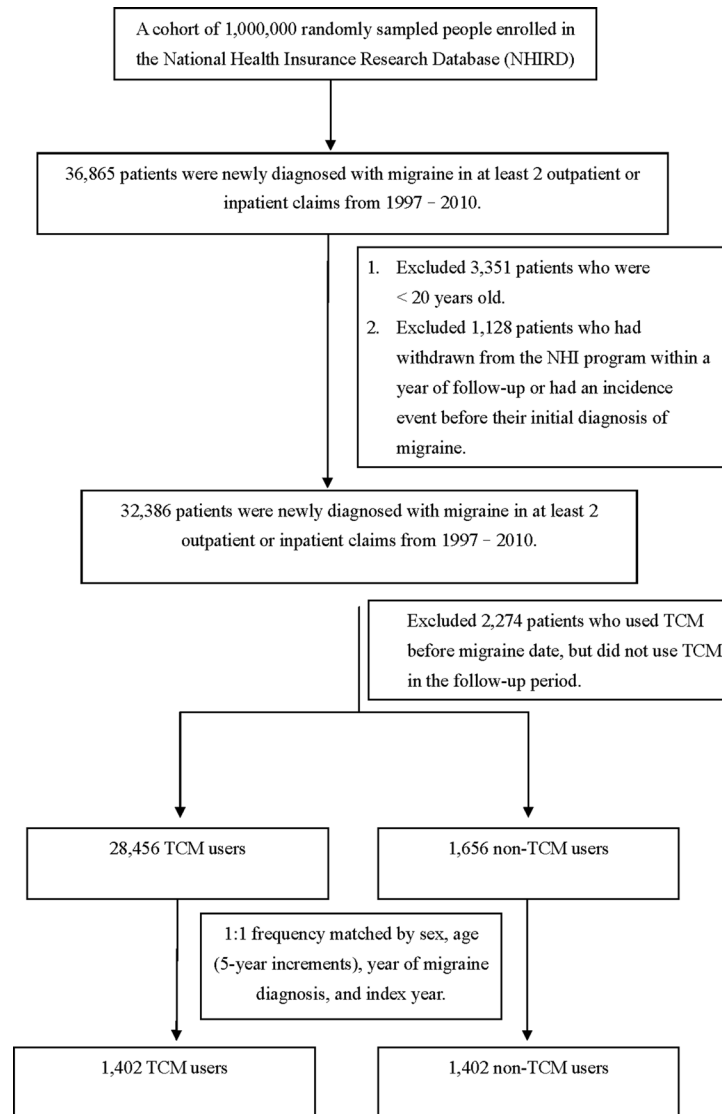 A cohort of 1,000,000 randomly sampled people enrolled in
the National Health Insurance Research Database (NHIRD)
36,865 patients were newly diagnosed with migraine in at least 2 outpatient or
inpatient claims from 1997 – 2010.
1. Excluded 3,351 patients who were
< 20 years old.
2. Excluded 1,128 patients who had
withdrawn from the NHI program within a
year of follow-up or had an incidence
event before their initial diagnosis of
migraine.
32,386 patients were newly diagnosed with migraine in at least 2
outpatient or inpatient claims from 1997 – 2010.
Excluded 2,274 patients who used TCM
before migraine date, but did not use TCM
in the follow-up period.
28,456 TCM users
1,656 non-TCM users
1:1 frequency matched by sex, age
(5-year increments), year of migraine
diagnosis, and index year.
1,402 TCM users
1,402 non-TCM users